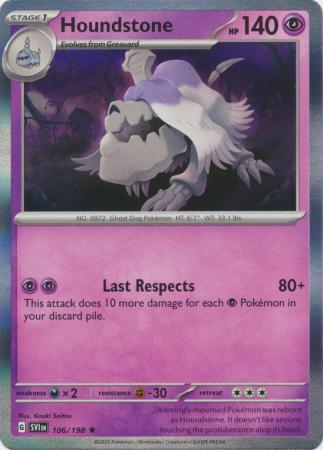 STAGE 1
Houndstone
HP 140
Evolves from Greavard
NO. 0972 Ghost Dog Pokémon HT: 6'7" WT: 33.1 lbs.
Last Respects 80+
This attack does 10 more damage for each Pokémon in
your discard pile.
weakness ×2 resistance -30 retreat
Illus. Kouki Saitou
G SVI EN 106/198 ★
A lovingly mourned Pokémon was reborn
as Houndstone. It doesn't like anyone
touching the protuberance atop its head.
©2023 Pokémon / Nintendo / Creatures / GAME FREAK